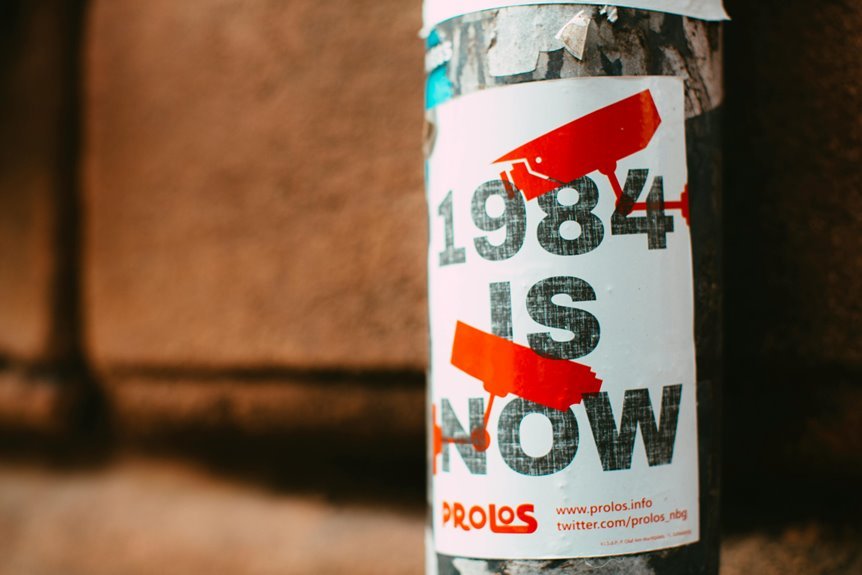 1984
IS
NOW
PROLOS
www.prolos.info
twitter.com/prolos_nbg